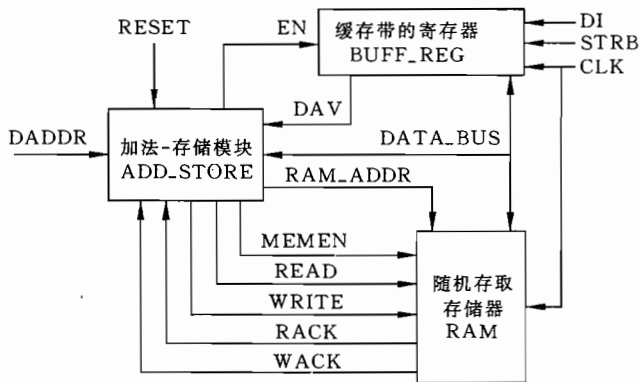 RESET
EN
缓存带的寄存器
BUFF_REG
DI
STRB
CLK
DAV
DADDR
加法-存储模块
ADD_STORE
DATA_BUS
RAM_ADDR
MEMEN
READ
WRITE
RACK
WACK
随机存取
存储器
RAM